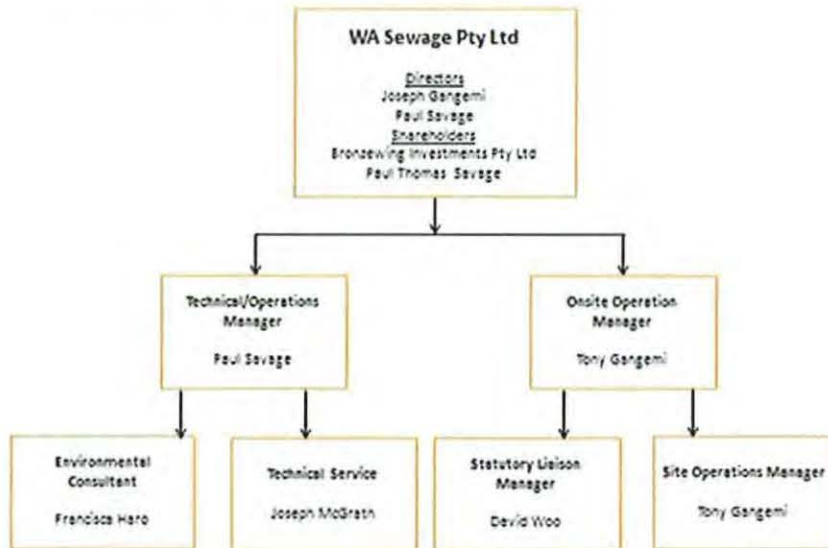 WA Sewage Pty Ltd
Directors
Joseph Gangemi
Paul Savage
Shareholders
Bronzewing Investments Pty Ltd
Paul Thomas Savage
Technical/Operations
Manager
Paul Savage
Onsite Operation
Manager
Tony Gangemi
Environmental
Consultant
Francisca Haro
Technical Service
Joseph McGrath
Statutory Liaison
Manager
David Woo
Site Operations Manager
Tony Gangemi